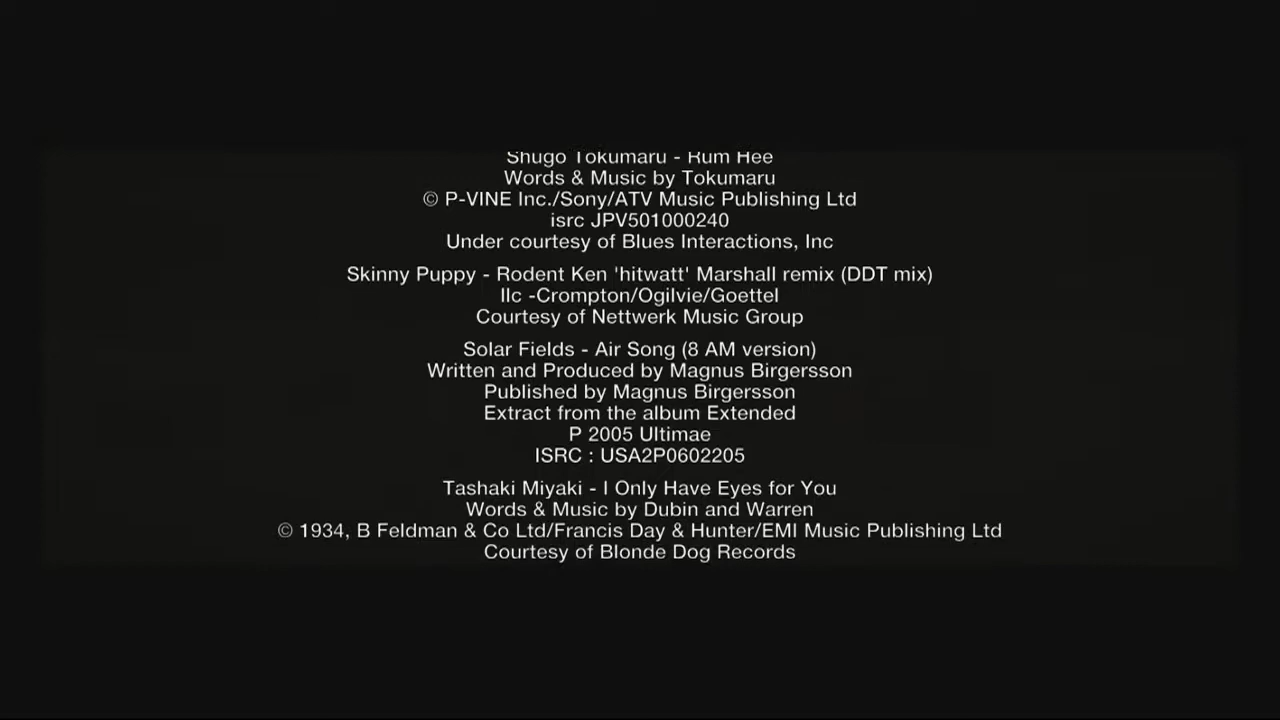 Shugo Tokumaru - Rum Hee
Words & Music by Tokumaru
© P-VINE Inc./Sony/ATV Music Publishing Ltd
isrc JPV501000240
Under courtesy of Blues Interactions, Inc
Skinny Puppy - Rodent Ken 'hitwatt' Marshall remix (DDT mix)
llc -Crompton/Ogilvie/Goettel
Courtesy of Nettwerk Music Group
Solar Fields - Air Song (8 AM version)
Written and Produced by Magnus Birgersson
Published by Magnus Birgersson
Extract from the album Extended
P 2005 Ultimae
ISRC : USA2P0602205
Tashaki Miyaki - I Only Have Eyes for You
Words & Music by Dubin and Warren
© 1934, B Feldman & Co Ltd/Francis Day & Hunter/EMI Music Publishing Ltd
Courtesy of Blonde Dog Records